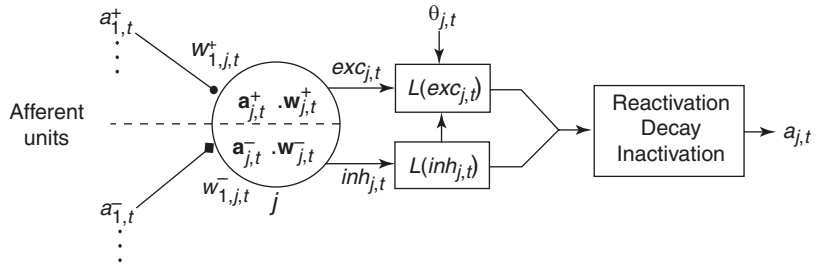 a⁺₁,ₜ
w⁺₁,ⱼ,ₜ
Afferent
units
a⁺ⱼ,ₜ .w⁺ⱼ,ₜ
a⁻ⱼ,ₜ .w⁻ⱼ,ₜ
a⁻₁,ₜ
w⁻₁,ⱼ,ₜ
j
excⱼ,ₜ
inhⱼ,ₜ
θⱼ,ₜ
L(excⱼ,ₜ)
L(inhⱼ,ₜ)
Reactivation
Decay
Inactivation
aⱼ,ₜ